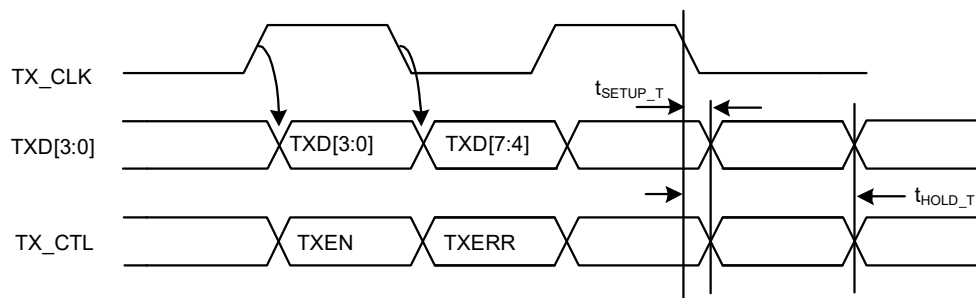 TX_CLK
tSETUP_T
TXD[3:0]
TXD[3:0]
TXD[7:4]
tHOLD_T
TX_CTL
TXEN
TXERR